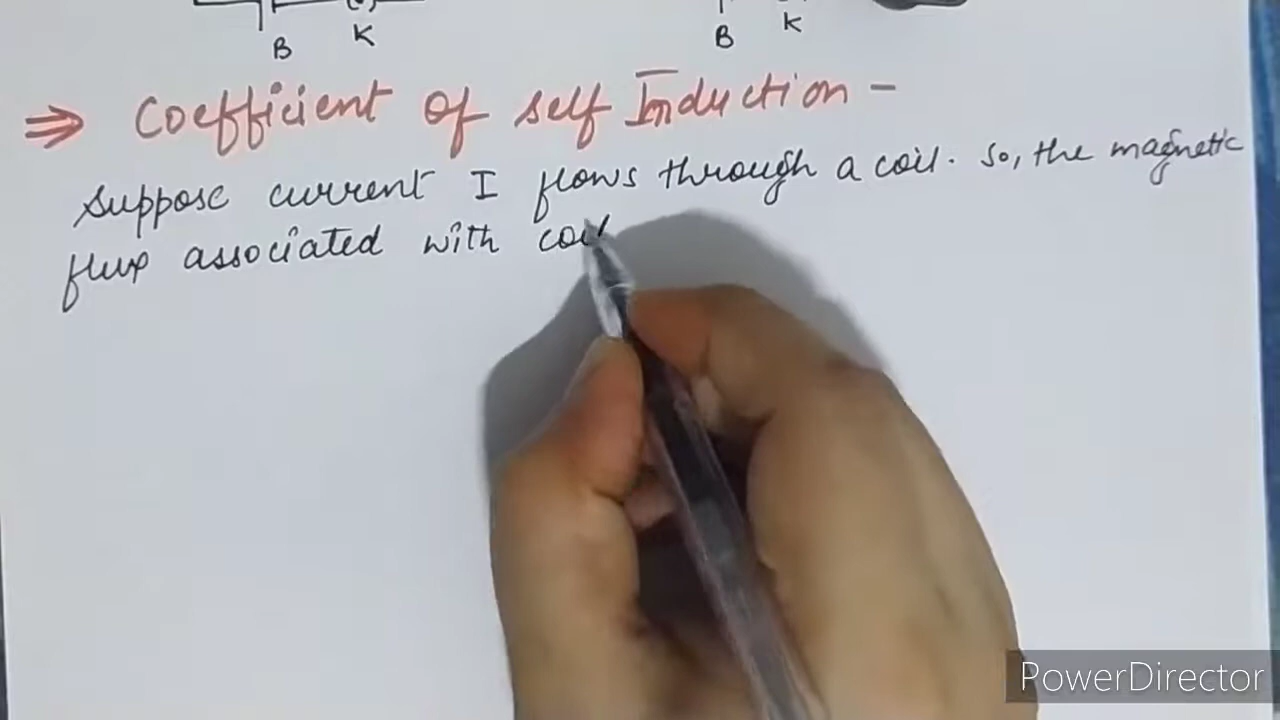 B K B K
⇒ Coefficient of self Induction -
Suppose current I flows through a coil. So, the magnetic
flux associated with coil
PowerDirector